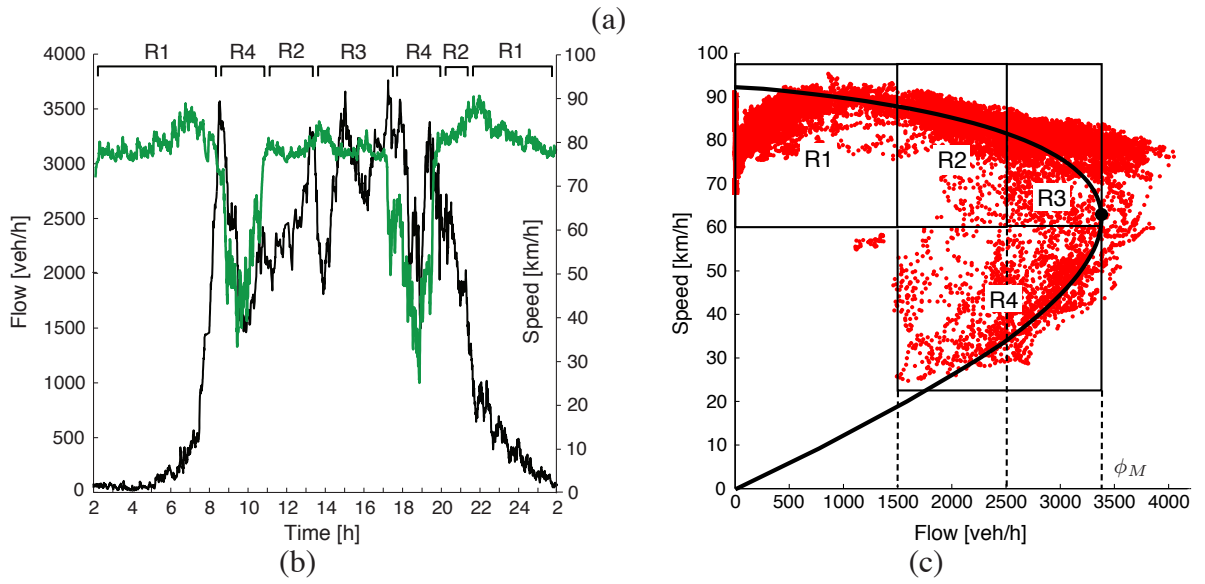 (a)
R1 R4 R2 R3 R4 R2 R1
4000
3500
3000
2500
2000
1500
1000
500
0
Flow [veh/h]
100
90
80
70
60
50
40
30
20
10
0
Speed [km/h]
2 4 6 8 10 12 14 16 18 20 22 24 2
Time [h]
(b)
100
90
80
70
60
50
40
30
20
10
0
Speed [km/h]
R1
R2
R3
R4
ϕM
0 500 1000 1500 2000 2500 3000 3500 4000
Flow [veh/h]
(c)